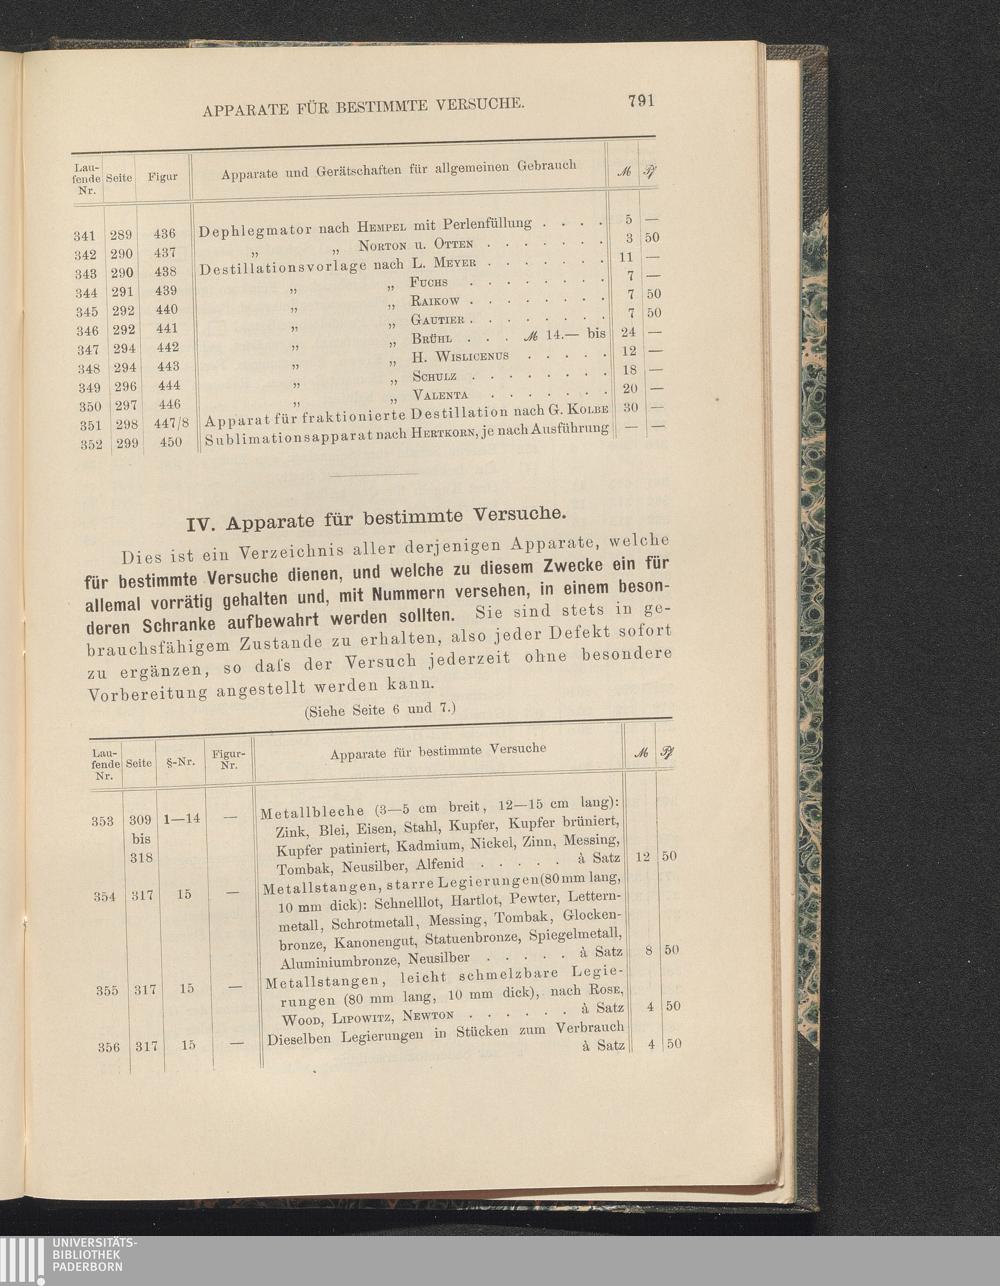 APPARATE FÜR BESTIMMTE VERSUCHE. 791
Laufende Nr. Seite Figur Apparate und Gerätschaften für allgemeinen Gebrauch ℳ Pf
341 289 436 Dephlegmator nach HEMPEL mit Perlenfüllung . . . . 5 —
342 290 437 „ „ NORTON u. OTTEN . . . . . . . 3 50
343 290 438 Destillationsvorlage nach L. MEYER . . . . . . . 11 —
344 291 439 „ „ FUCHS . . . . . . . . 7 —
345 292 440 „ „ RAIKOW . . . . . . . . 7 50
346 292 441 „ „ GAUTIER . . . . . . . . 7 50
347 294 442 „ „ BRÜHL . . . ℳ 14.— bis 24 —
348 294 443 „ „ H. WISLICENUS . . . . . 12 —
349 296 444 „ „ SCHULZ . . . . . . . . 18 —
350 297 446 „ „ VALENTA . . . . . . . 20 —
351 298 447/8 Apparat für fraktionierte Destillation nach G. KOLBE 30 —
352 299 450 Sublimationsapparat nach HERTKORN, je nach Ausführung — —
IV. Apparate für bestimmte Versuche.
Dies ist ein Verzeichnis aller derjenigen Apparate, welche
für bestimmte Versuche dienen, und welche zu diesem Zwecke ein für
allemal vorrätig gehalten und, mit Nummern versehen, in einem beson-
deren Schranke aufbewahrt werden sollten. Sie sind stets in ge-
brauchsfähigem Zustande zu erhalten, also jeder Defekt sofort
zu ergänzen, so daſs der Versuch jederzeit ohne besondere
Vorbereitung angestellt werden kann.
(Siehe Seite 6 und 7.)
Lau-
fende Seite §-Nr. Figur- Apparate für bestimmte Versuche ℳ Pf
Nr. Nr.
353 309 1—14 — Metallbleche (3—5 cm breit, 12—15 cm lang):
bis Zink, Blei, Eisen, Stahl, Kupfer, Kupfer brüniert,
318 Kupfer patiniert, Kadmium, Nickel, Zinn, Messing,
Tombak, Neusilber, Alfenid . . . . . à Satz 12 50
354 317 15 — Metallstangen, starre Legierungen (80 mm lang,
10 mm dick): Schnelllot, Hartlot, Pewter, Lettern-
metall, Schrotmetall, Messing, Tombak, Glocken-
bronze, Kanonengut, Statuenbronze, Spiegelmetall,
Aluminiumbronze, Neusilber . . . . . à Satz 8 50
355 317 15 — Metallstangen, leicht schmelzbare Legie-
rungen (80 mm lang, 10 mm dick), nach ROSE,
WOOD, LIPOWITZ, NEWTON . . . . . . à Satz 4 50
356 317 15 — Dieselben Legierungen in Stücken zum Verbrauch
à Satz 4 50
UNIVERSITÄTS-
BIBLIOTHEK
PADERBORN